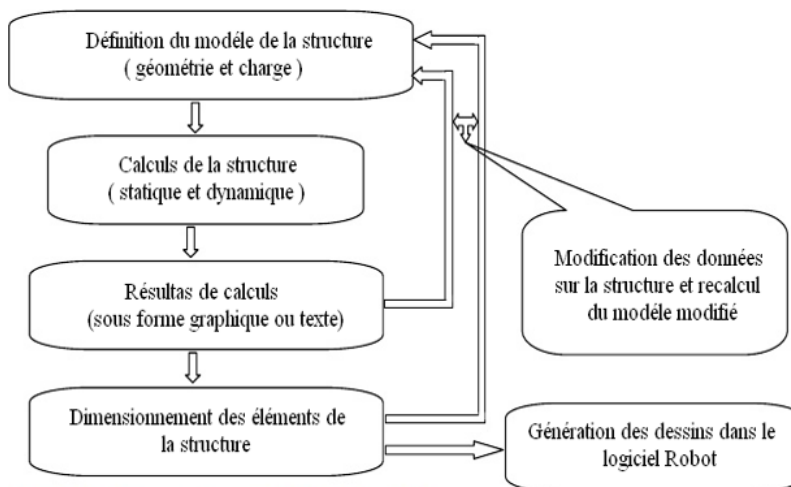 Définition du modéle de la structure
( géométrie et charge )
Calculs de la structure
( statique et dynamique )
Résultas de calculs
(sous forme graphique ou texte)
Modification des données
sur la structure et recalcul
du modèle modifié
Dimensionnement des éléments de
la structure
Génération des dessins dans le
logiciel Robot